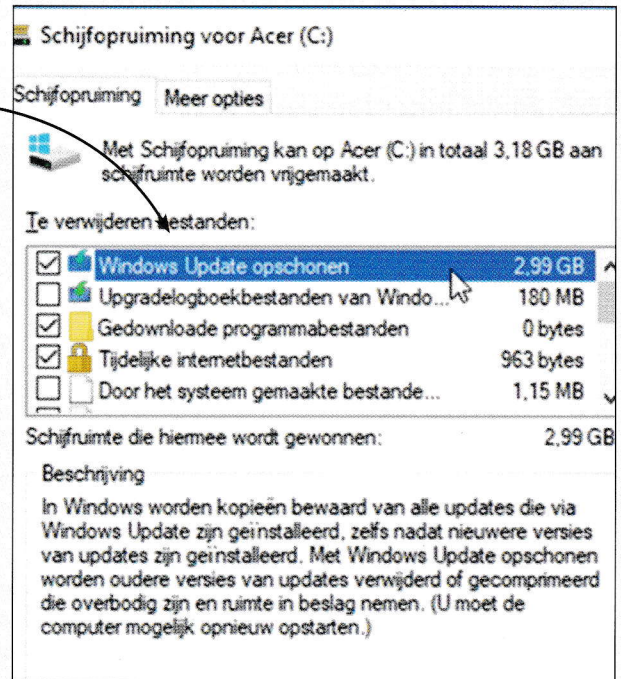 Schijfopruiming voor Acer (C:)
Schijfopruiming Meer opties
Met Schijfopruiming kan op Acer (C:) in totaal 3,18 GB aan
schijfruimte worden vrijgemaakt.
Te verwijderen bestanden:
Windows Update opschonen 2,99 GB
Upgradelogboekbestanden van Windo... 180 MB
Gedownloade programmabestanden 0 bytes
Tijdelijke internetbestanden 963 bytes
Door het systeem gemaakte bestande... 1,15 MB
Schijfruimte die hiermee wordt gewonnen: 2,99 GB
Beschrijving
In Windows worden kopieën bewaard van alle updates die via
Windows Update zijn geïnstalleerd, zelfs nadat nieuwere versies
van updates zijn geïnstalleerd. Met Windows Update opschonen
worden oudere versies van updates verwijderd of gecomprimeerd
die overbodig zijn en ruimte in beslag nemen. (U moet de
computer mogelijk opnieuw opstarten.)